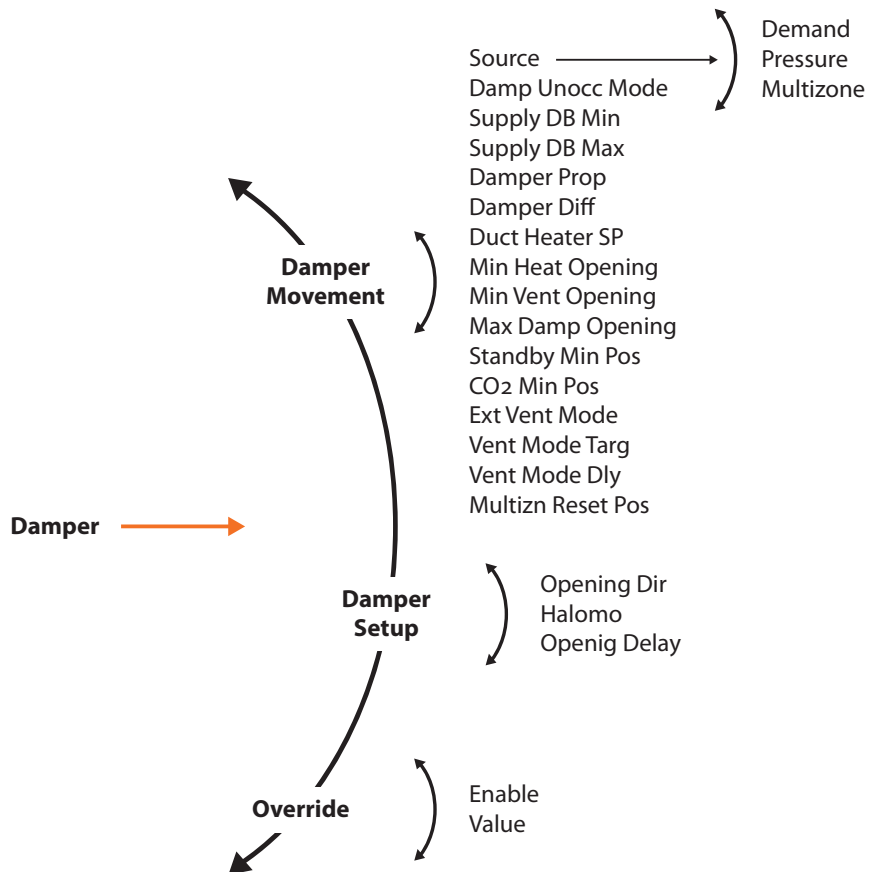 Demand
Pressure
Multizone
Source
Damp Unocc Mode
Supply DB Min
Supply DB Max
Damper Prop
Damper Diff
Duct Heater SP
Min Heat Opening
Min Vent Opening
Max Damp Opening
Standby Min Pos
CO2 Min Pos
Ext Vent Mode
Vent Mode Targ
Vent Mode Dly
Multizn Reset Pos
Damper
Movement
Damper
Damper
Setup
Opening Dir
Halomo
Openig Delay
Override
Enable
Value